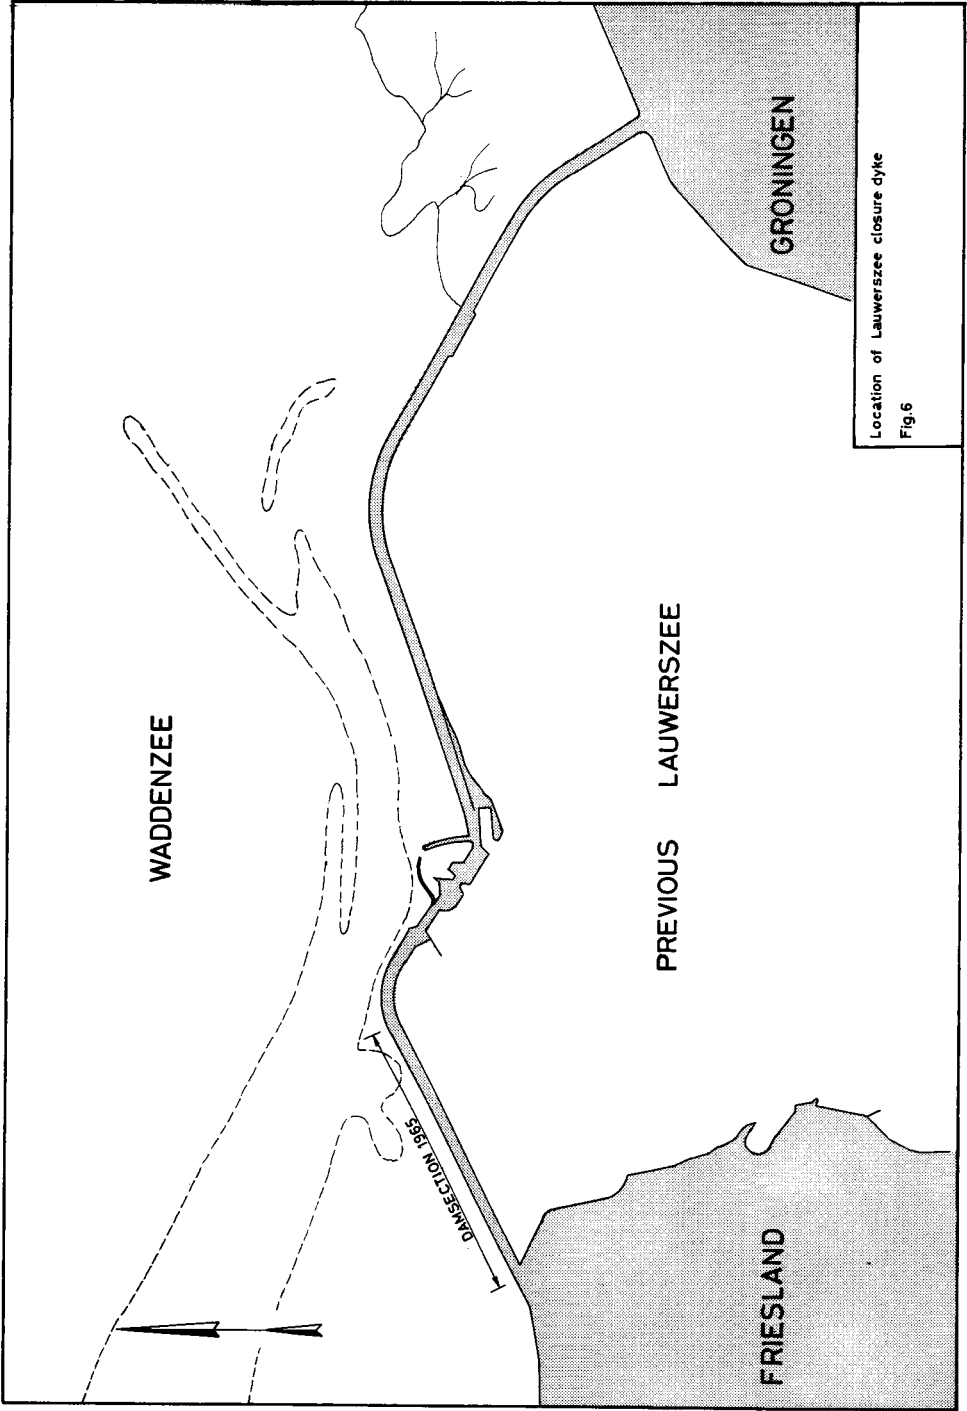 WADDENZEE
DAMSECTION 1965
PREVIOUS LAUWERSZEE
FRIESLAND
GRONINGEN
Location of Lauwerszee closure dyke
Fig.6